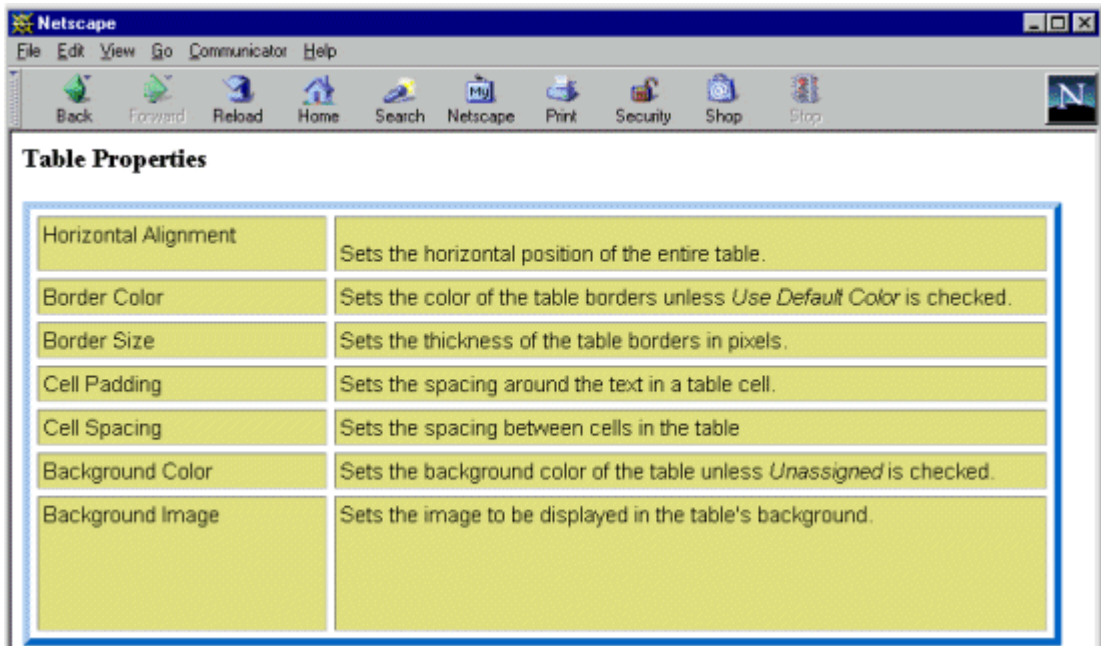 Netscape
File Edit View Go Communicator Help
Back Forward Reload Home Search Netscape Print Security Shop Stop
My
N
Table Properties
Horizontal Alignment Sets the horizontal position of the entire table.
Border Color Sets the color of the table borders unless Use Default Color is checked.
Border Size Sets the thickness of the table borders in pixels.
Cell Padding Sets the spacing around the text in a table cell.
Cell Spacing Sets the spacing between cells in the table
Background Color Sets the background color of the table unless Unassigned is checked.
Background Image Sets the image to be displayed in the table's background.